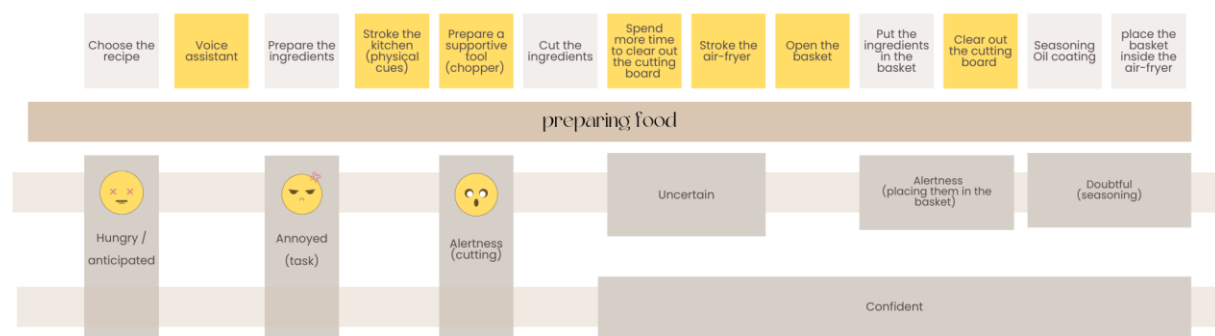 Choose the
recipe
Voice
assistant
Prepare the
ingredients
Stroke the
kitchen
(physical
cues)
Prepare a
supportive
tool
(chopper)
Cut the
ingredients
Spend
more time
to clear out
the cutting
board
Stroke the
air-fryer
Open the
basket
Put the
ingredients
in the
basket
Clear out
the cutting
board
Seasoning
Oil coating
place the
basket
inside the
air-fryer
preparing food
Hungry /
anticipated
Annoyed
(task)
Alertness
(cutting)
Uncertain
Alertness
(placing them in the
basket)
Doubtful
(seasoning)
Confident